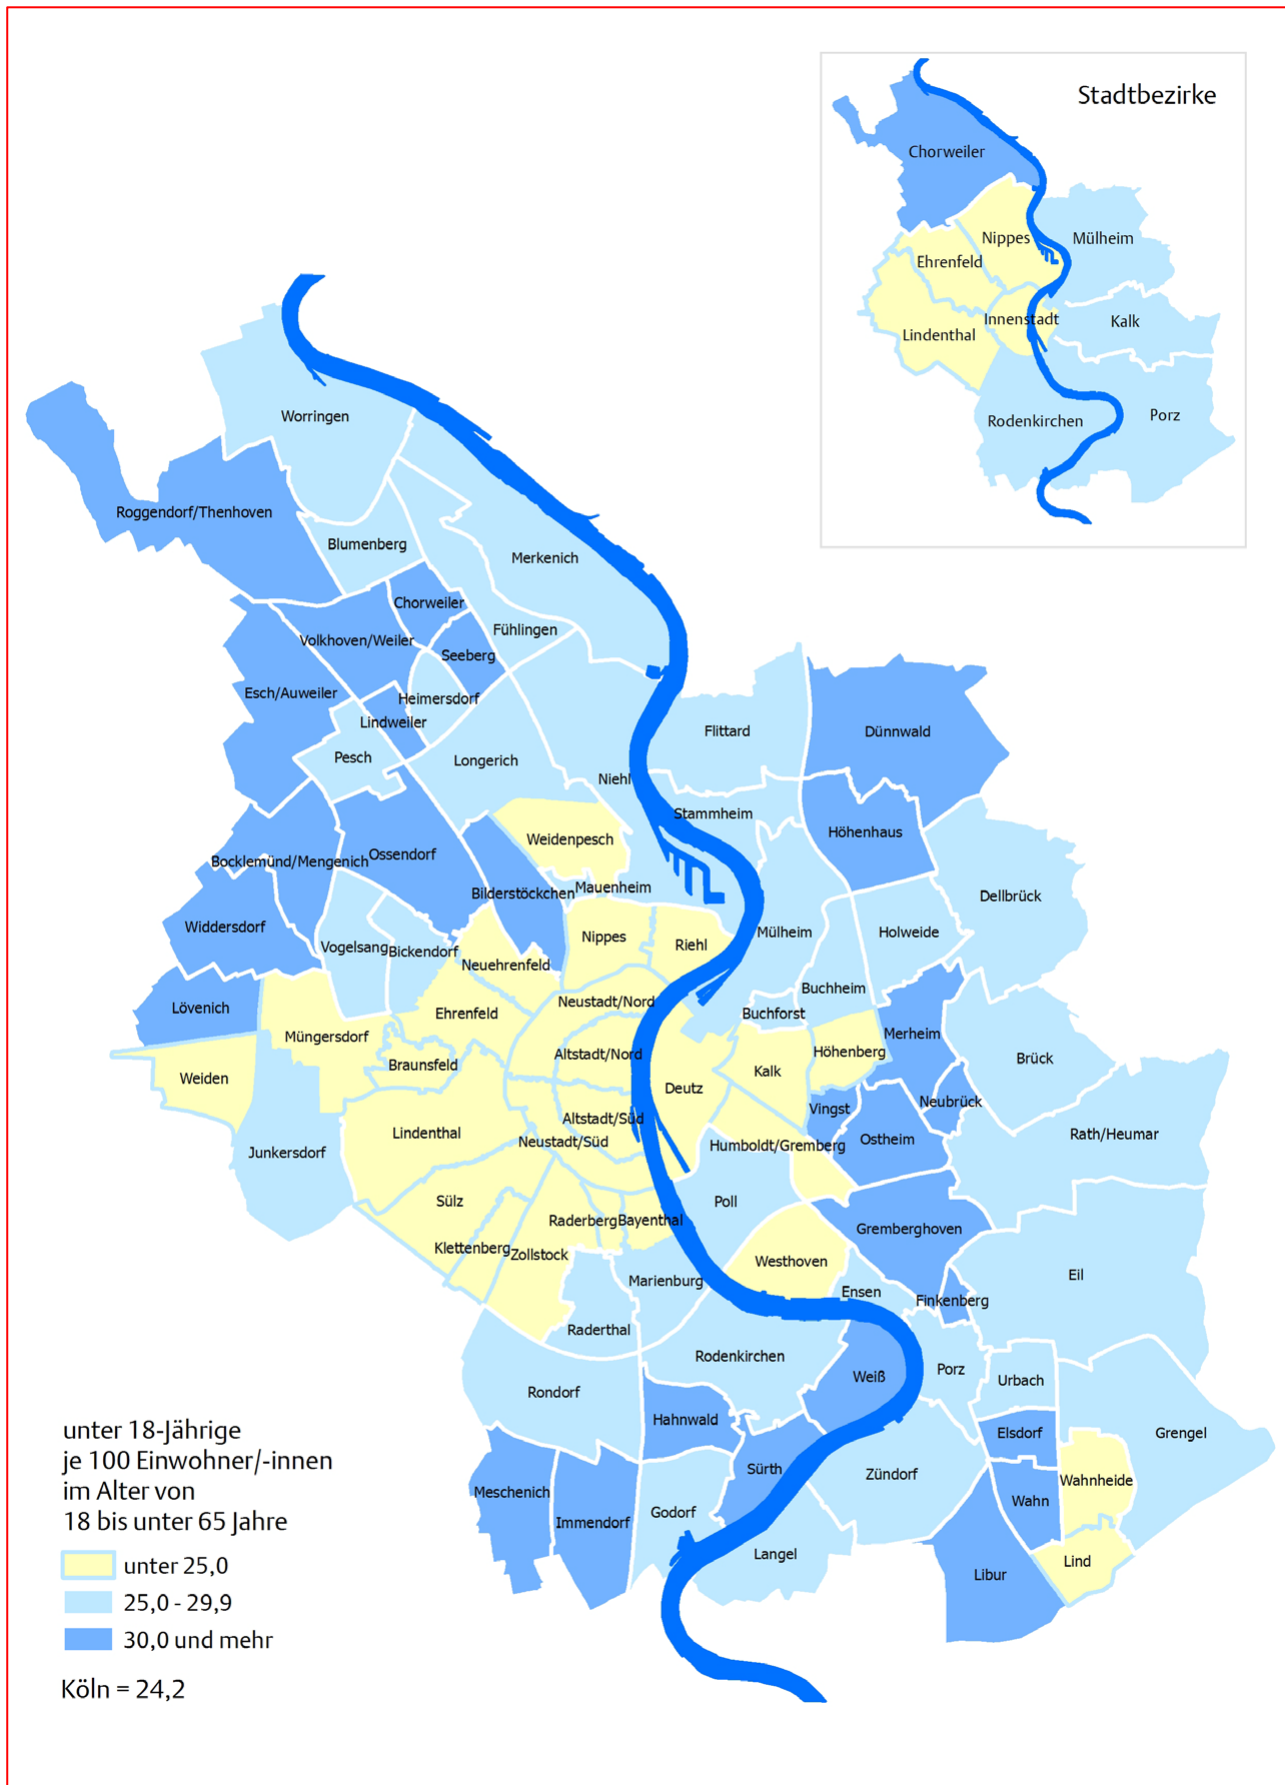 Stadtbezirke
Chorweiler
Nippes
Mülheim
Ehrenfeld
Innenstadt
Kalk
Lindenthal
Rodenkirchen
Porz
Worringen
Roggendorf/Thenhoven
Blumenberg
Merkenich
Chorweiler
Fühlingen
Volkhoven/Weiler
Seeberg
Esch/Auweiler
Heimersdorf
Lindweiler
Pesch
Longerich
Flittard
Dünnwald
Niehl
Stammheim
Höhenhaus
Weidenpesch
Bocklemünd/Mengenich
Ossendorf
Bilderstöckchen
Mauenheim
Dellbrück
Widdersdorf
Vogelsang
Bickendorf
Nippes
Riehl
Mülheim
Holweide
Neuehrenfeld
Buchheim
Lövenich
Neustadt/Nord
Ehrenfeld
Buchforst
Müngersdorf
Merheim
Altstadt/Nord
Höhenberg
Brück
Braunsfeld
Weiden
Kalk
Deutz
Neubrück
Vingst
Altstadt/Süd
Lindenthal
Neustadt/Süd
Ostheim
Rath/Heumar
Humboldt/Gremberg
Junkersdorf
Sülz
Poll
Raderberg
Bayenthal
Gremberghoven
Klettenberg
Zollstock
Westhoven
Marienburg
Eil
Ensen
Finkenberg
Raderthal
Rodenkirchen
Weiß
Porz
Urbach
Rondorf
Hahnwald
Elsdorf
Grengel
Sürth
Zündorf
Wahnheide
Meschenich
Wahn
Godorf
Immendorf
Langel
Lind
Libur
unter 18-Jährige
je 100 Einwohner/-innen
im Alter von
18 bis unter 65 Jahre
unter 25,0
25,0 - 29,9
30,0 und mehr
Köln = 24,2